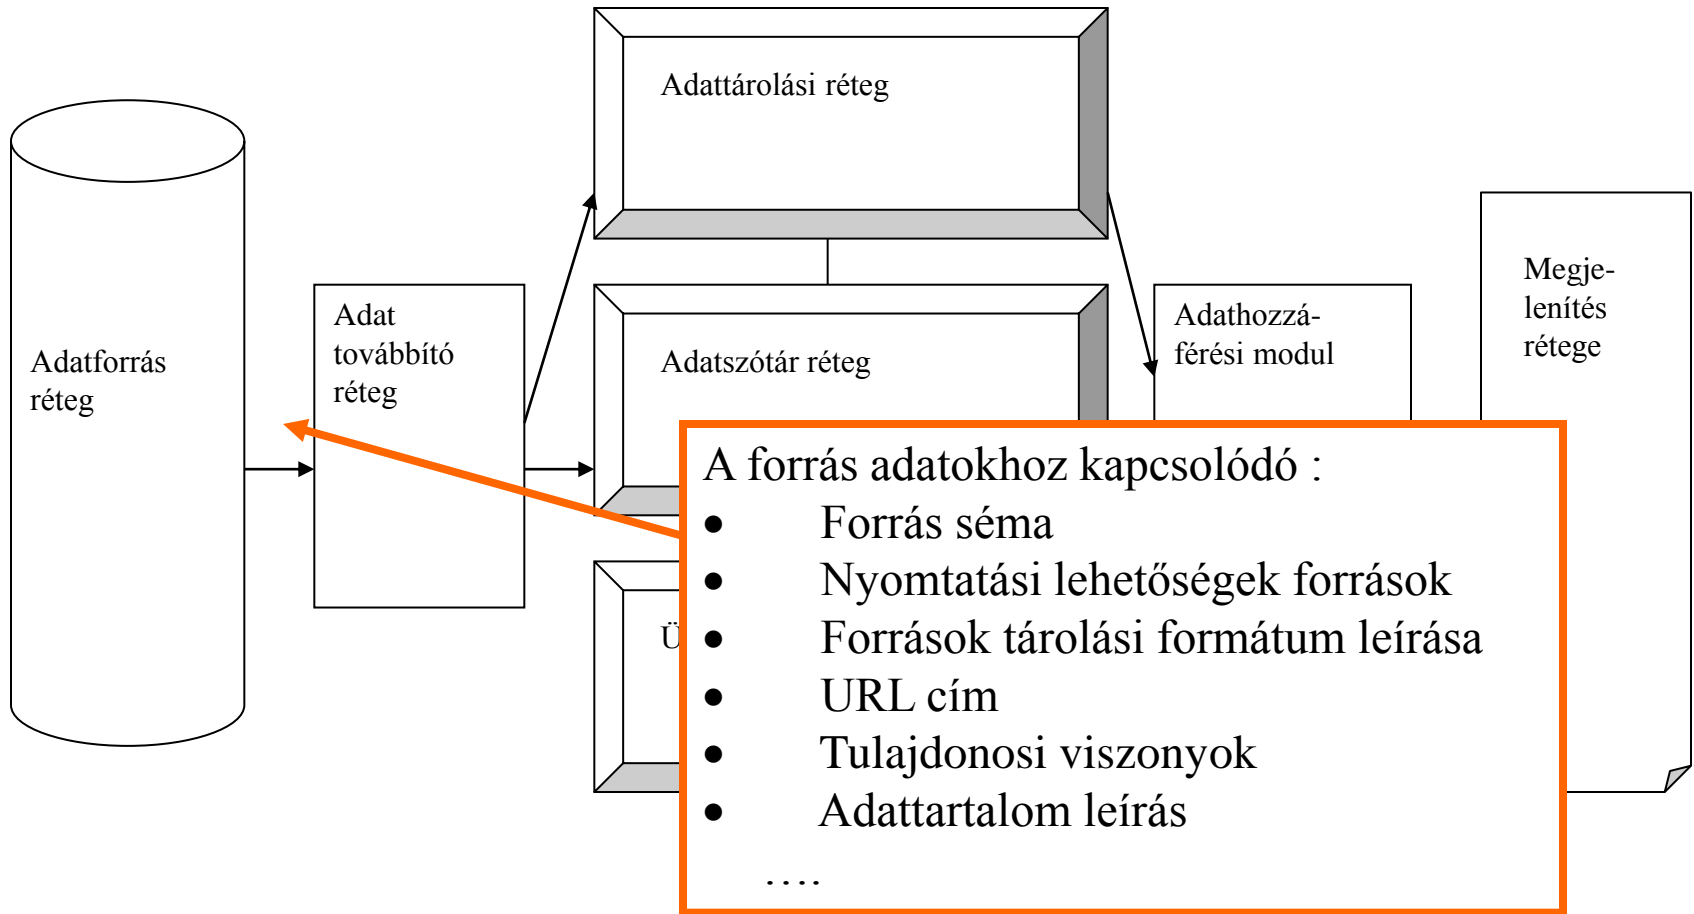 Adattárolási réteg
Adatforrás
réteg
Adat
továbbító
réteg
Adatszótár réteg
Adathozzá-
férési modul
Megje-
lenítés
rétege
Ü
A forrás adatokhoz kapcsolódó :
• Forrás séma
• Nyomtatási lehetőségek források
• Források tárolási formátum leírása
• URL cím
• Tulajdonosi viszonyok
• Adattartalom leírás
….